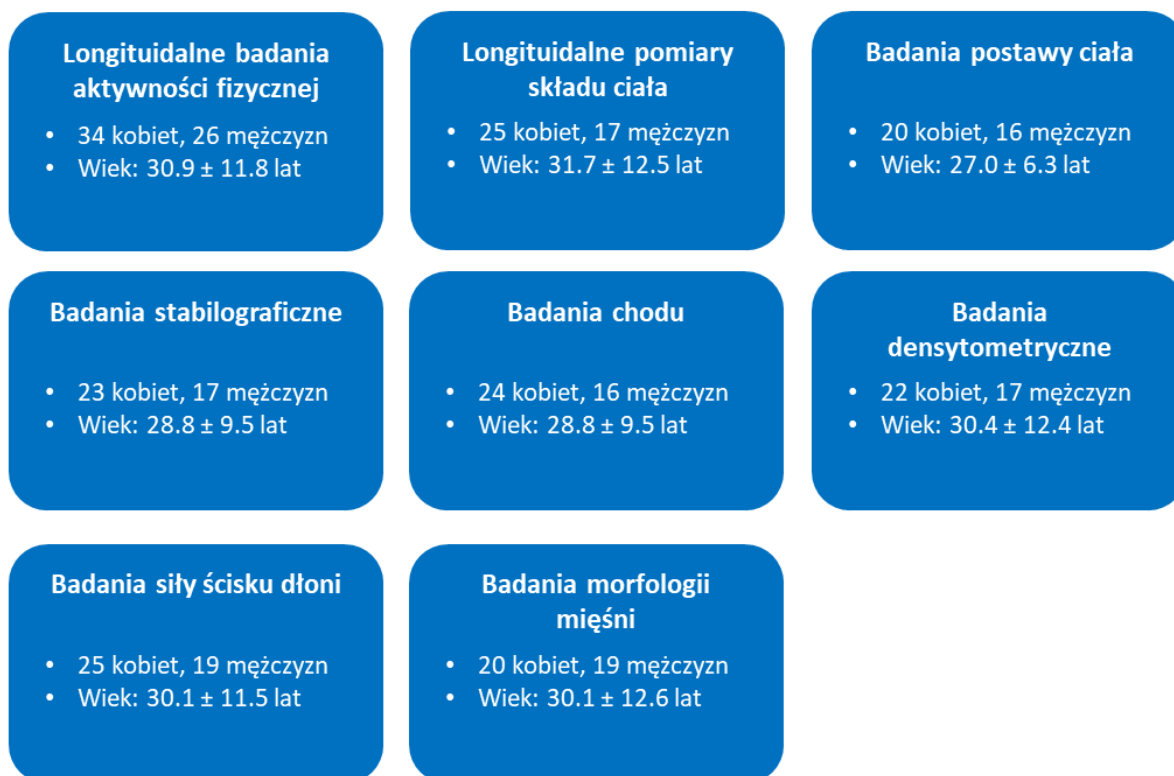 Longituidalne badania
aktywności fizycznej
• 34 kobiet, 26 mężczyzn
• Wiek: 30.9 ± 11.8 lat
Longituidalne pomiary
składu ciała
• 25 kobiet, 17 mężczyzn
• Wiek: 31.7 ± 12.5 lat
Badania postawy ciała
• 20 kobiet, 16 mężczyzn
• Wiek: 27.0 ± 6.3 lat
Badania stabilograficzne
• 23 kobiet, 17 mężczyzn
• Wiek: 28.8 ± 9.5 lat
Badania chodu
• 24 kobiet, 16 mężczyzn
• Wiek: 28.8 ± 9.5 lat
Badania
densytometryczne
• 22 kobiet, 17 mężczyzn
• Wiek: 30.4 ± 12.4 lat
Badania siły ścisku dłoni
• 25 kobiet, 19 mężczyzn
• Wiek: 30.1 ± 11.5 lat
Badania morfologii
mięśni
• 20 kobiet, 19 mężczyzn
• Wiek: 30.1 ± 12.6 lat